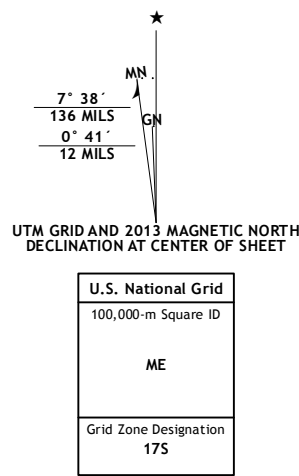 ★
MN
7° 38´
136 MILS
GN
0° 41´
12 MILS
UTM GRID AND 2013 MAGNETIC NORTH
DECLINATION AT CENTER OF SHEET
U.S. National Grid
100,000-m Square ID
ME
Grid Zone Designation
17S